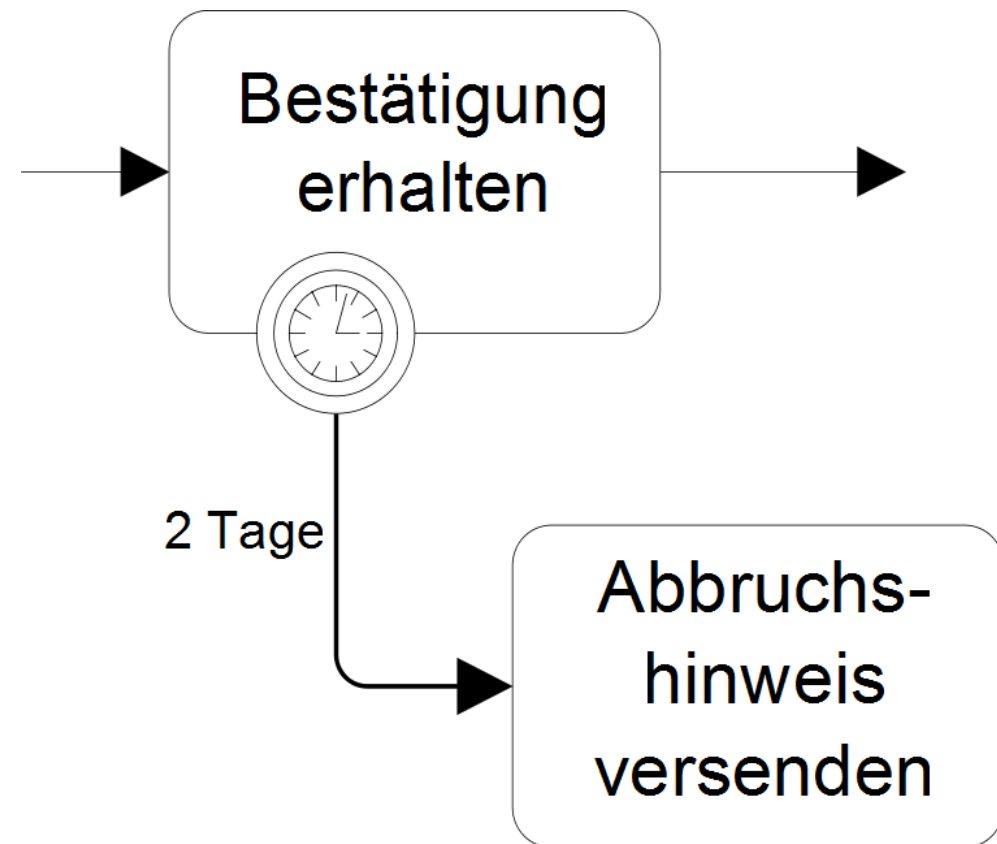 Bestätigung
erhalten
2 Tage
Abbruchs-
hinweis
versenden